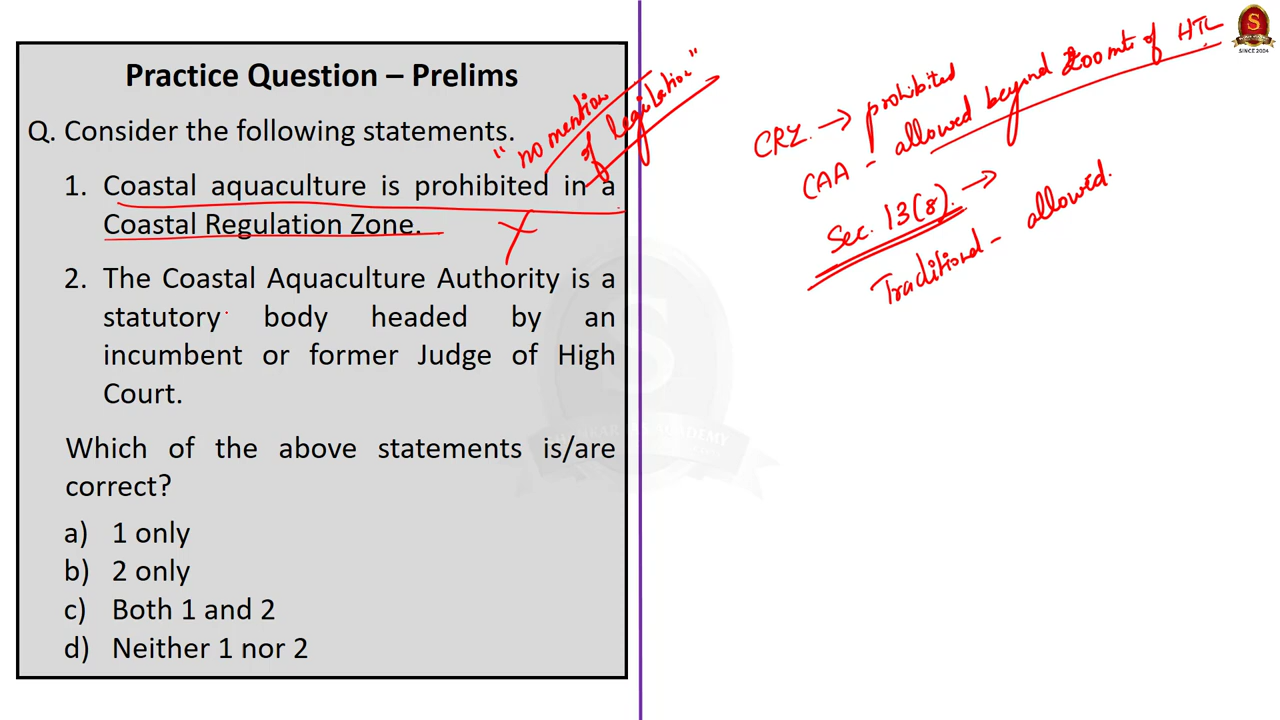 Practice Question – Prelims
Q. Consider the following statements.
1. Coastal aquaculture is prohibited in a
Coastal Regulation Zone.
2. The Coastal Aquaculture Authority is a
statutory body headed by an
incumbent or former Judge of High
Court.
Which of the above statements is/are
correct?
a) 1 only
b) 2 only
c) Both 1 and 2
d) Neither 1 nor 2
"no mention
of legislation"
X
CRZ → prohibited
CAA - allowed beyond 200 mts of HTL
Sec. 13(8). →
Traditional - allowed.
S
SINCE 2004